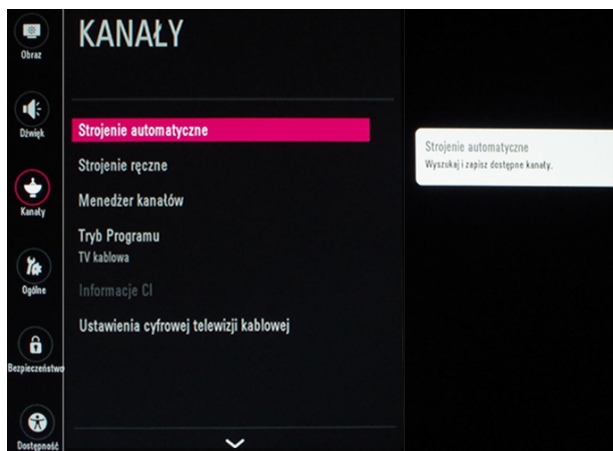 KANAŁY
Obraz
Dźwięk
Kanały
Ogólne
Bezpieczeństwo
Dostępność
Strojenie automatyczne
Strojenie ręczne
Menedżer kanałów
Tryb Programu
TV kablowa
Informacje CI
Ustawienia cyfrowej telewizji kablowej
Strojenie automatyczne
Wyszukaj i zapisz dostępne kanały.